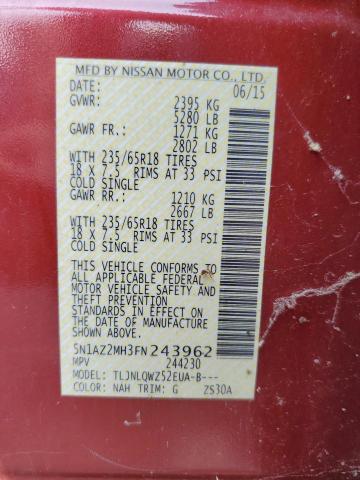 MFD BY NISSAN MOTOR CO., LTD.
DATE: 06/15
GVWR: 2395 KG
5280 LB
GAWR FR.: 1271 KG
2802 LB
WITH 235/65R18 TIRES
18 X 7.5 RIMS AT 33 PSI
COLD SINGLE
GAWR RR.: 1210 KG
2667 LB
WITH 235/65R18 TIRES
18 X 7.5 RIMS AT 33 PSI
COLD SINGLE
THIS VEHICLE CONFORMS TO
ALL APPLICABLE FEDERAL
MOTOR VEHICLE SAFETY AND
THEFT PREVENTION
STANDARDS IN EFFECT ON
THE DATE OF MANUFACTURE
SHOWN ABOVE.
5N1AZ2MH3FN243962
MPV 244230
MODEL: TLJNLQWZ52EUA-B---
COLOR: NAH TRIM: G ZS30A